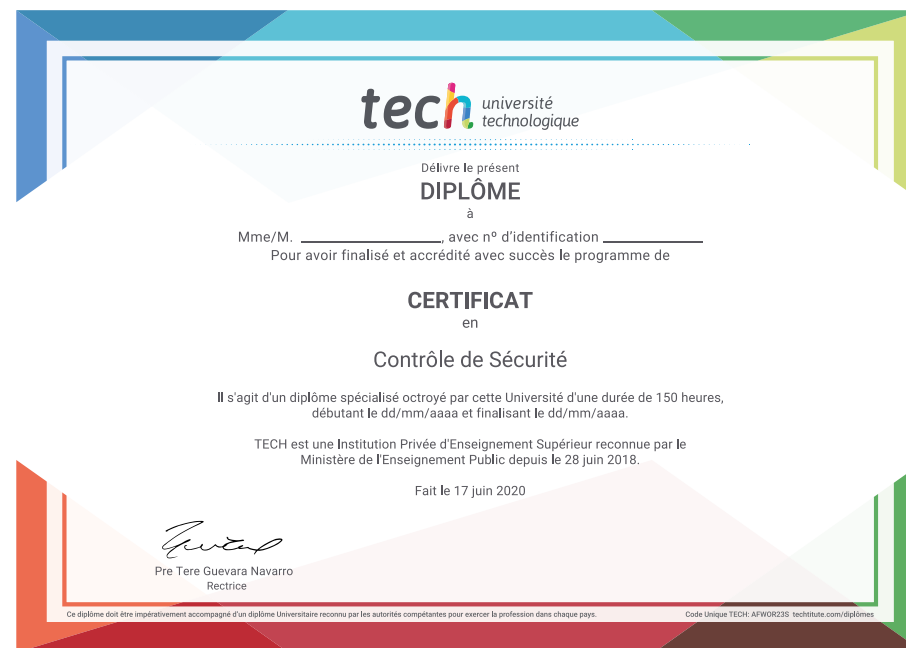 tech université
technologique
Délivre le présent
DIPLÔME
à
Mme/M. ____________________, avec nº d'identification ______________
Pour avoir finalisé et accrédité avec succès le programme de
CERTIFICAT
en
Contrôle de Sécurité
Il s'agit d'un diplôme spécialisé octroyé par cette Université d'une durée de 150 heures,
débutant le dd/mm/aaaa et finalisant le dd/mm/aaaa.
TECH est une Institution Privée d'Enseignement Supérieur reconnue par le
Ministère de l'Enseignement Public depuis le 28 juin 2018.
Fait le 17 juin 2020
Pre Tere Guevara Navarro
Rectrice
Ce diplôme doit être impérativement accompagné d'un diplôme Universitaire reconnu par les autorités compétantes pour exercer la profession dans chaque pays.
Code Unique TECH: AFWOR23S techtitute.com/diplômes